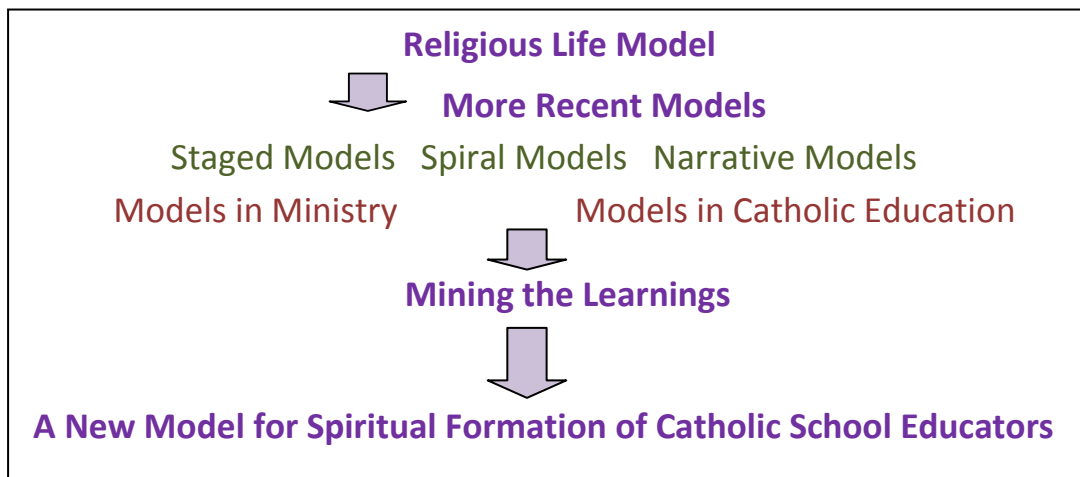 Religious Life Model
More Recent Models
Staged Models Spiral Models Narrative Models
Models in Ministry Models in Catholic Education
Mining the Learnings
A New Model for Spiritual Formation of Catholic School Educators